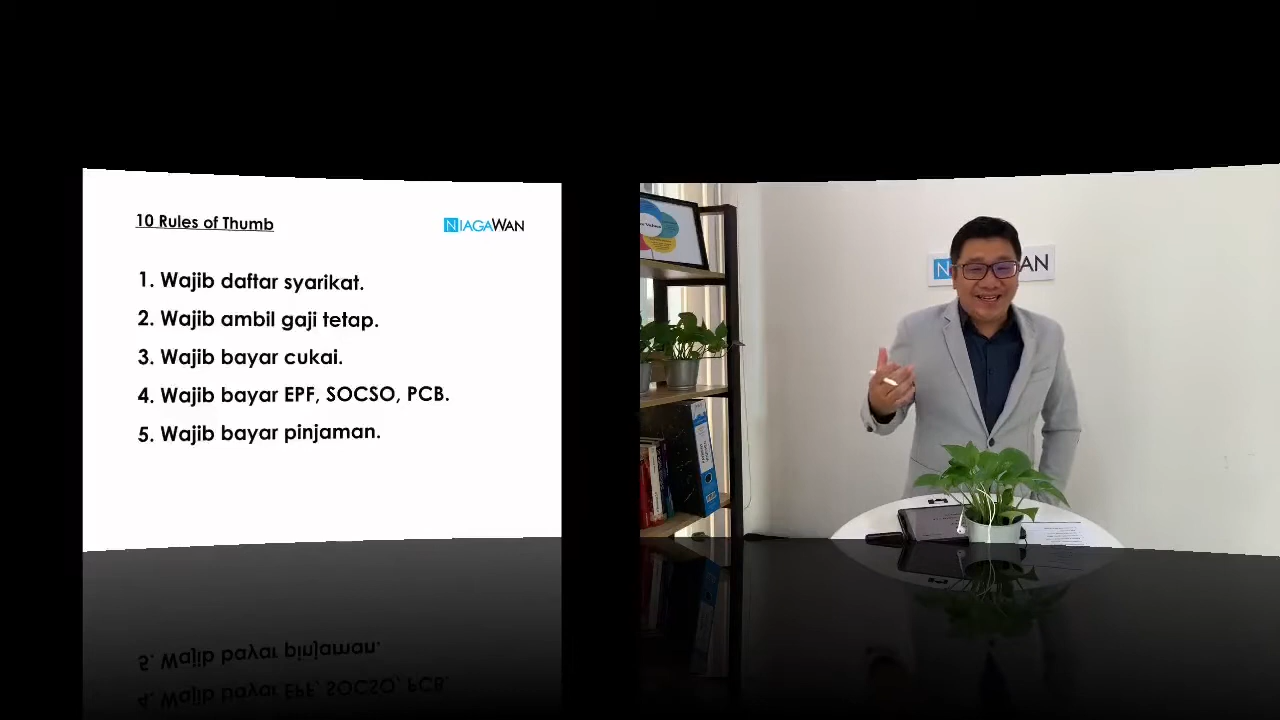 10 Rules of Thumb
NIAGAWAN
1. Wajib daftar syarikat.
2. Wajib ambil gaji tetap.
3. Wajib bayar cukai.
4. Wajib bayar EPF, SOCSO, PCB.
5. Wajib bayar pinjaman.